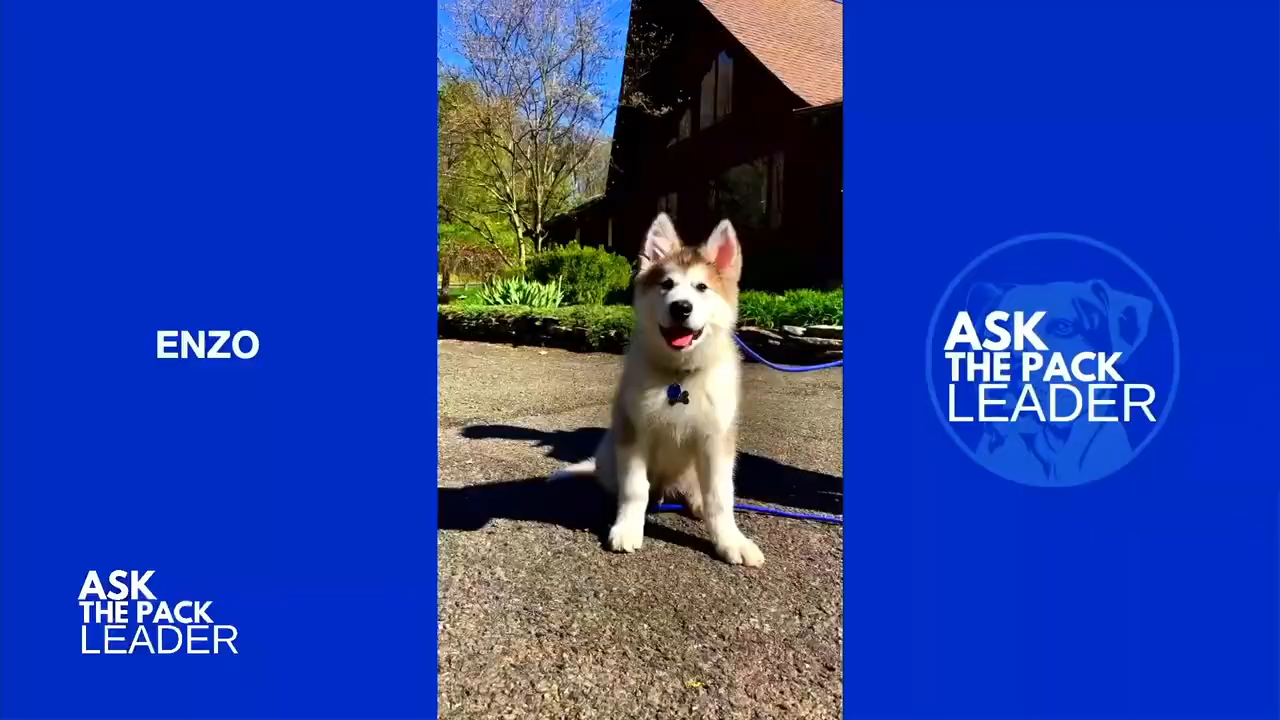 ENZO
ASK
THE PACK
LEADER
ASK
THE PACK
LEADER